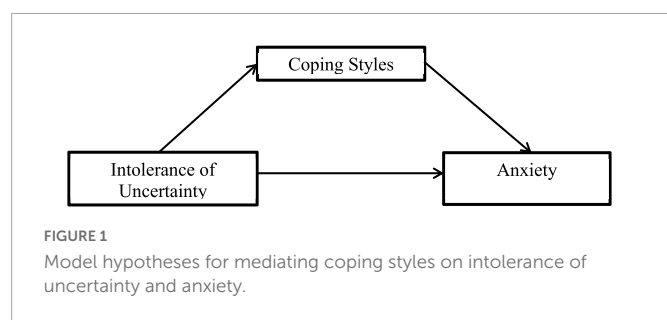 Coping Styles
Intolerance of
Uncertainty
Anxiety
FIGURE 1
Model hypotheses for mediating coping styles on intolerance of
uncertainty and anxiety.